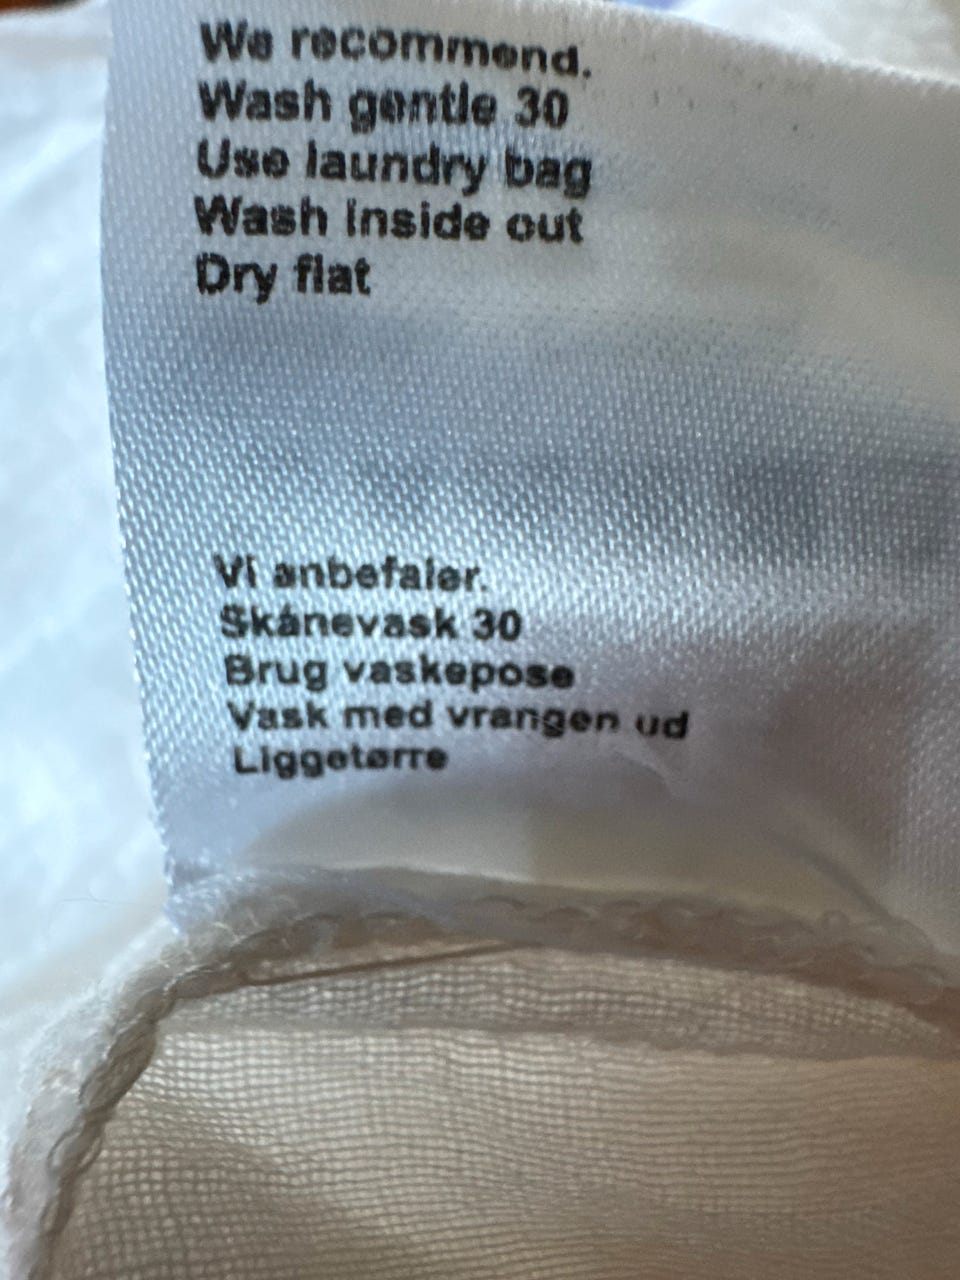 We recommend.
Wash gentle 30
Use laundry bag
Wash inside out
Dry flat
Vi anbefaler.
Skånevask 30
Brug vaskepose
Vask med vrangen ud
Liggetørre